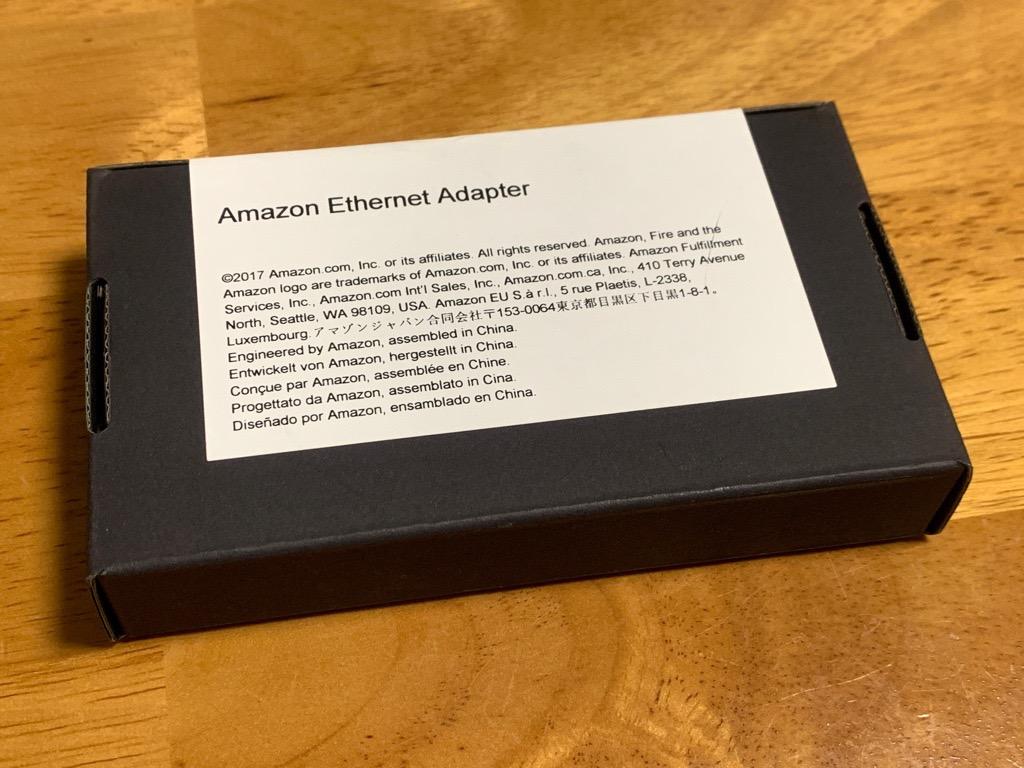 Amazon Ethernet Adapter
©2017 Amazon.com, Inc. or its affiliates. All rights reserved. Amazon, Fire and the
Amazon logo are trademarks of Amazon.com, Inc. or its affiliates. Amazon Fulfillment
Services, Inc., Amazon.com Int'l Sales, Inc., Amazon.com.ca, Inc., 410 Terry Avenue
North, Seattle, WA 98109, USA. Amazon EU S.à r.l., 5 rue Plaetis, L-2338,
Luxembourg. アマゾンジャパン合同会社〒153-0064東京都目黒区下目黒1-8-1。
Engineered by Amazon, assembled in China.
Entwickelt von Amazon, hergestellt in China.
Conçue par Amazon, assemblée en Chine.
Progettato da Amazon, assemblato in Cina.
Diseñado por Amazon, ensamblado en China.